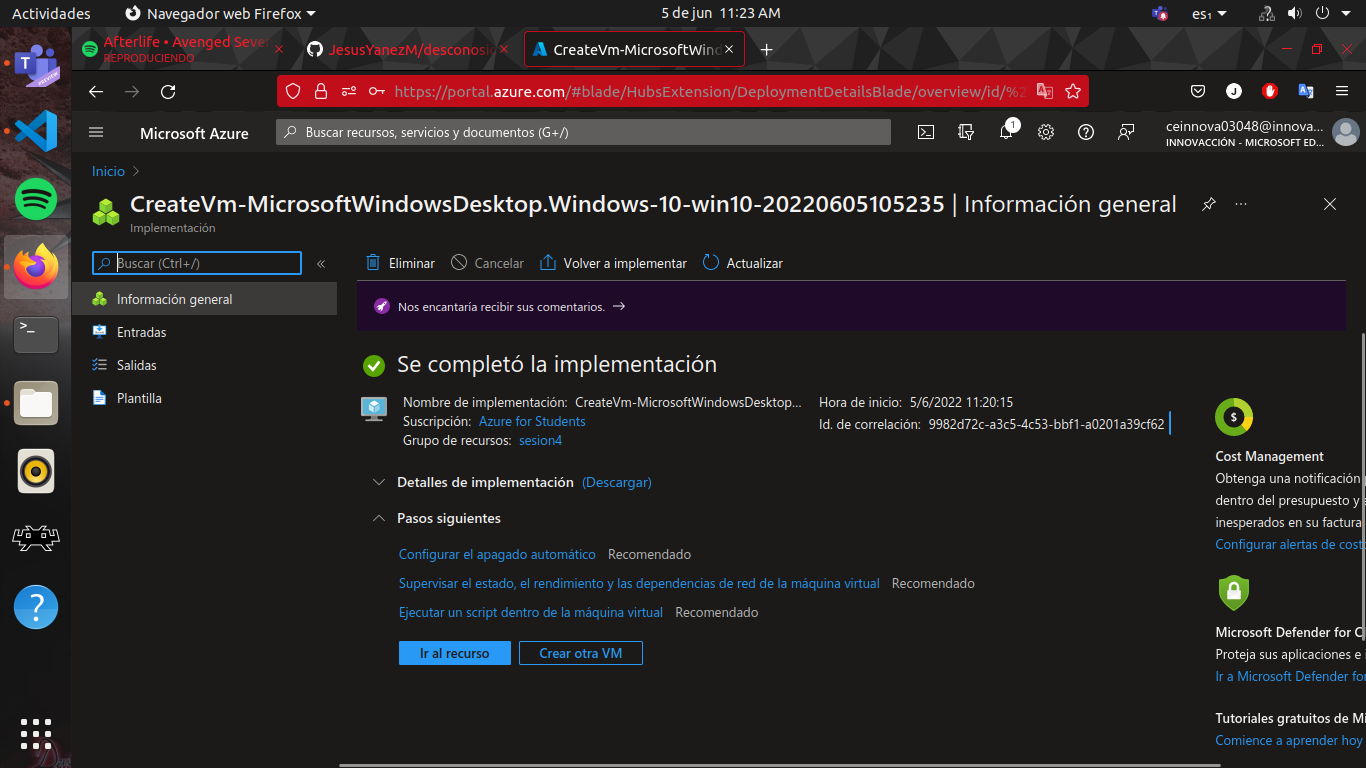 Actividades
Navegador web Firefox
5 de jun 11:23 AM
es₁
Afterlife • Avenged Seve
REPRODUCIENDO
JesusYanezM/desconosi
CreateVm-MicrosoftWind
https://portal.azure.com/#blade/HubsExtension/DeploymentDetailsBlade/overview/id/%2
J
Microsoft Azure
Buscar recursos, servicios y documentos (G+/)
1
ceinnova03048@innova...
INNOVACCIÓN - MICROSOFT ED...
Inicio
CreateVm-MicrosoftWindowsDesktop.Windows-10-win10-20220605105235 | Información general
Implementación
Buscar (Ctrl+/)
Eliminar
Cancelar
Volver a implementar
Actualizar
Información general
Entradas
Salidas
Plantilla
Nos encantaría recibir sus comentarios. →
Se completó la implementación
Nombre de implementación: CreateVm-MicrosoftWindowsDesktop...
Suscripción: Azure for Students
Grupo de recursos: sesion4
Hora de inicio: 5/6/2022 11:20:15
Id. de correlación: 9982d72c-a3c5-4c53-bbf1-a0201a39cf62
Detalles de implementación (Descargar)
Pasos siguientes
Configurar el apagado automático Recomendado
Supervisar el estado, el rendimiento y las dependencias de red de la máquina virtual Recomendado
Ejecutar un script dentro de la máquina virtual Recomendado
Ir al recurso
Crear otra VM
Cost Management
Obtenga una notificación
dentro del presupuesto y
inesperados en su factura
Configurar alertas de cost
Microsoft Defender for C
Proteja sus aplicaciones e
Ir a Microsoft Defender for
Tutoriales gratuitos de Mi
Comience a aprender hoy